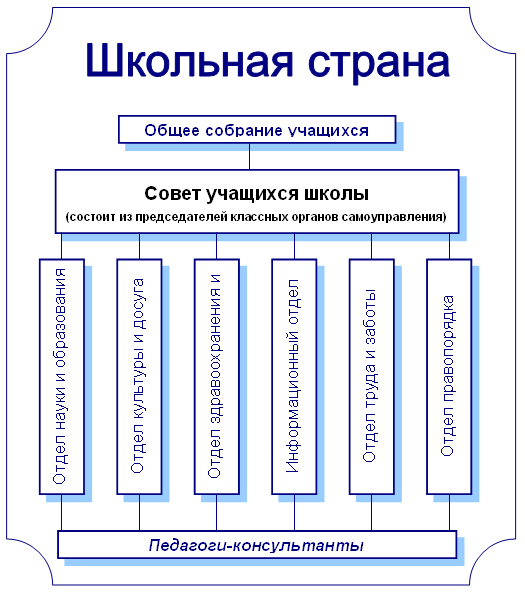 Школьная страна
Общее собрание учащихся
Совет учащихся школы
(состоит из председателей классных органов самоуправления)
Отдел науки и образования
Отдел культуры и досуга
Отдел здравоохранения и
Информационный отдел
Отдел труда и заботы
Отдел правопорядка
Педагоги-консультанты